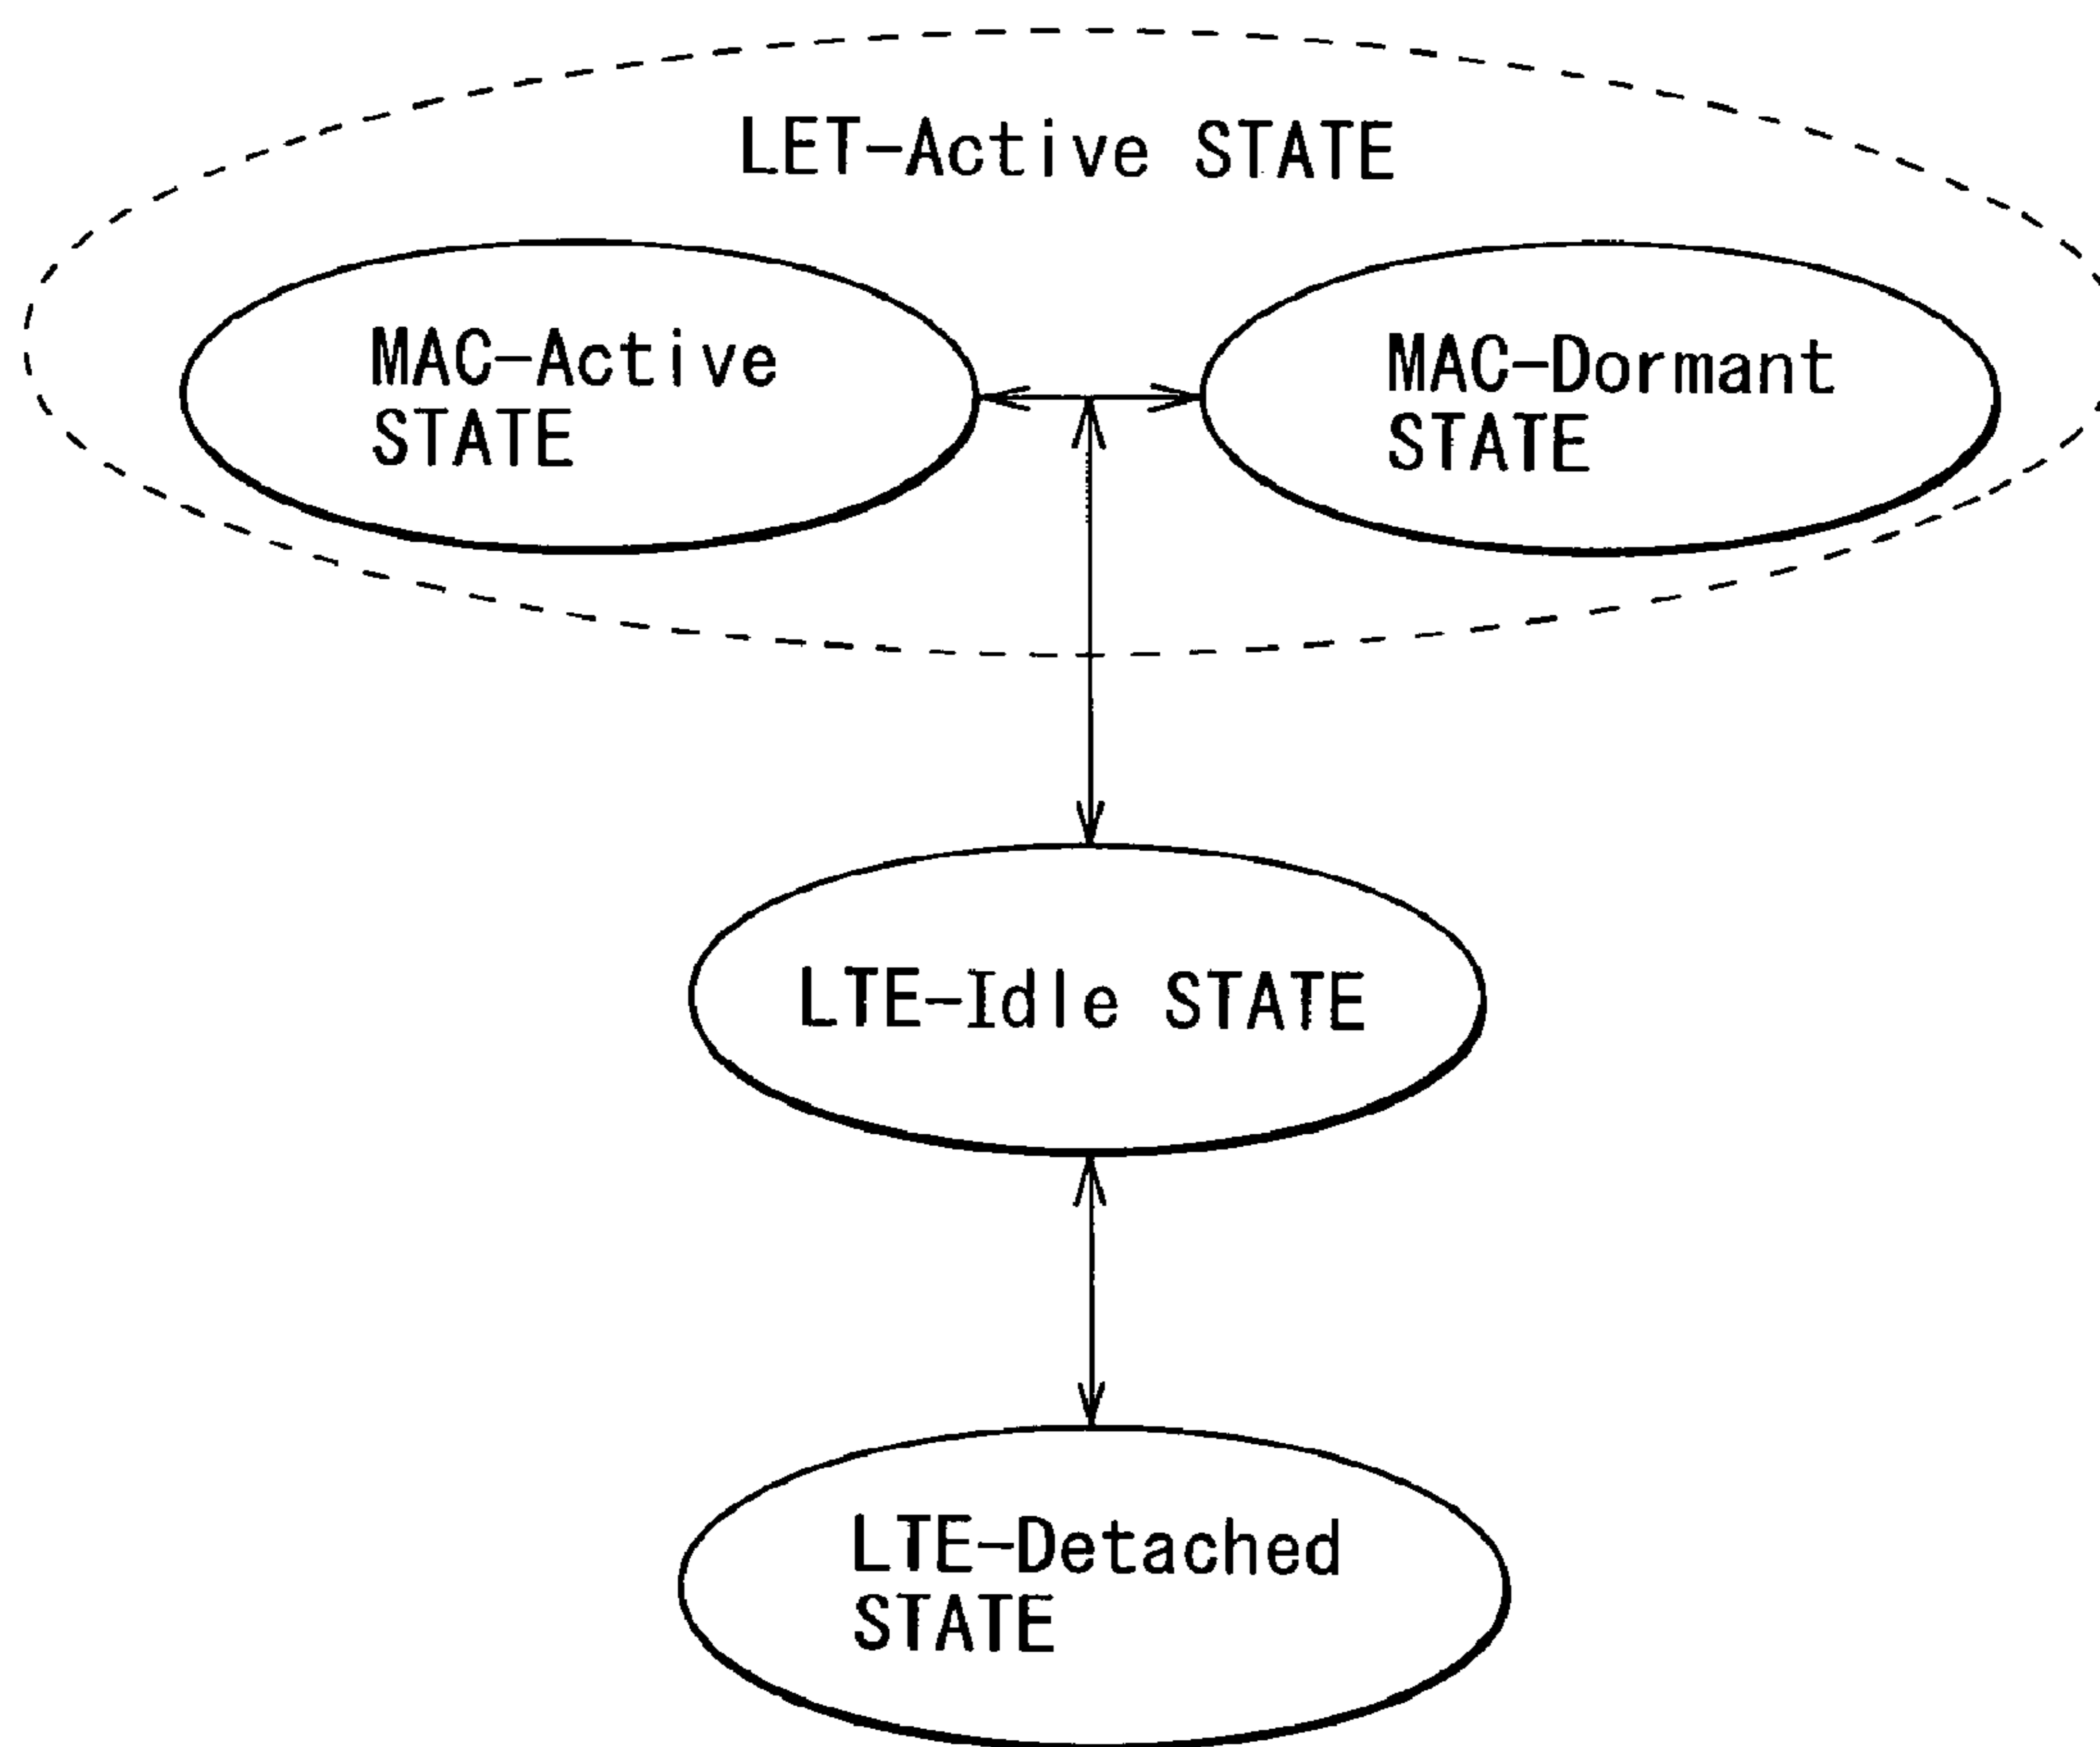 LET-Active STATE
MAC-Active
STATE
MAC-Dormant
STATE
LTE-Idle STATE
LTE-Detached
STATE